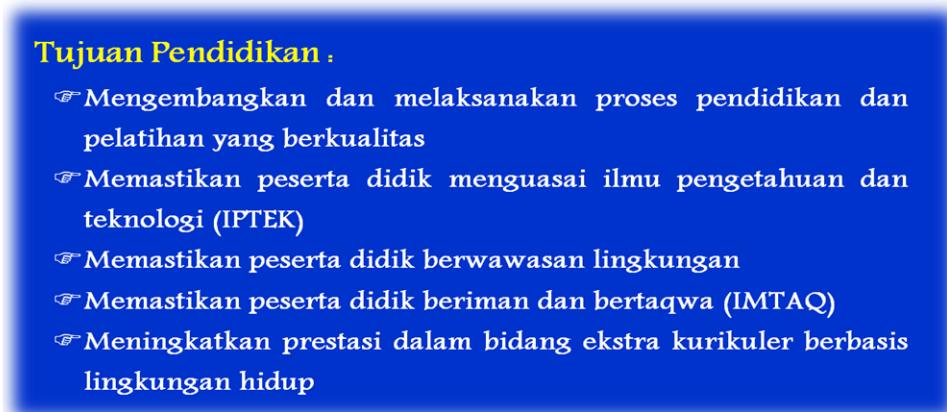 Tujuan Pendidikan :
☞Mengembangkan dan melaksanakan proses pendidikan dan
pelatihan yang berkualitas
☞Memastikan peserta didik menguasai ilmu pengetahuan dan
teknologi (IPTEK)
☞Memastikan peserta didik berwawasan lingkungan
☞Memastikan peserta didik beriman dan bertaqwa (IMTAQ)
☞Meningkatkan prestasi dalam bidang ekstra kurikuler berbasis
lingkungan hidup